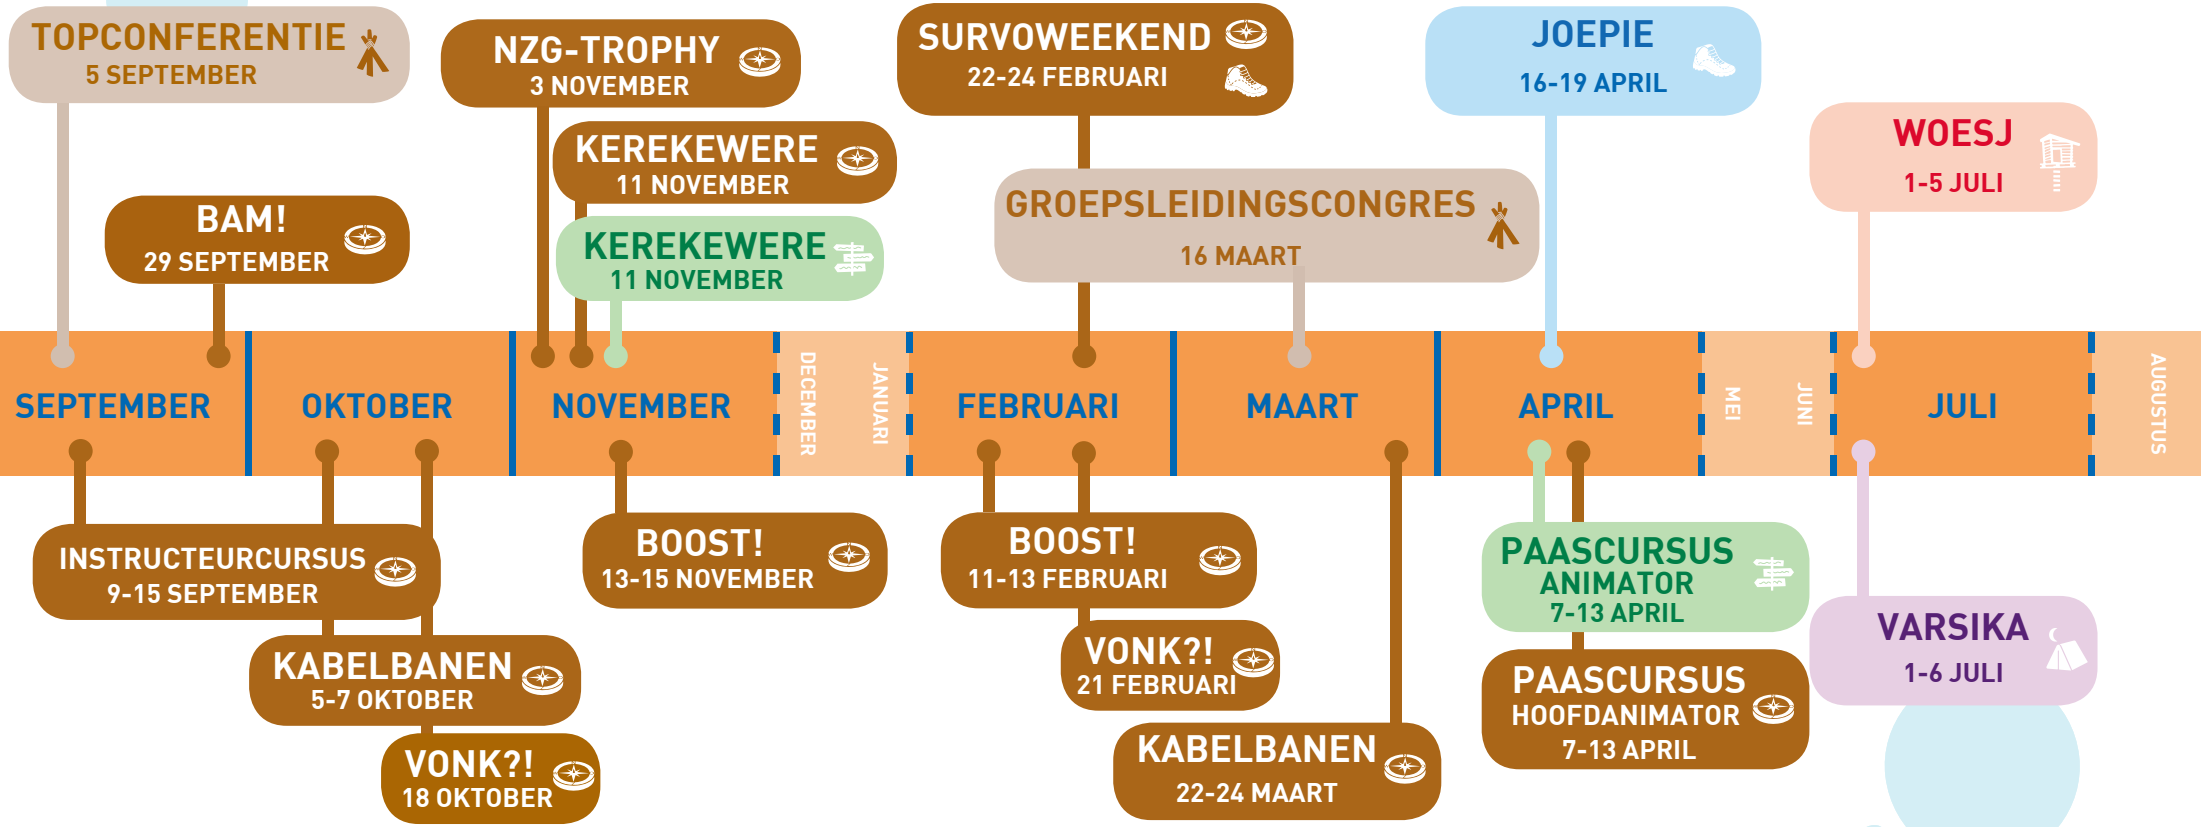 TOPCONFERENTIE
5 SEPTEMBER
NZG-TROPHY
3 NOVEMBER
SURVOWEEKEND
22-24 FEBRUARI
JOEPIE
16-19 APRIL
WOESJ
1-5 JULI
KEREKEWERE
11 NOVEMBER
BAM!
29 SEPTEMBER
GROEPSLEIDINGSCONGRES
16 MAART
KEREKEWERE
11 NOVEMBER
SEPTEMBER
OKTOBER
NOVEMBER
DECEMBER
JANUARI
FEBRUARI
MAART
APRIL
MEI
JUNI
JULI
AUGUSTUS
INSTRUCTEURCURSUS
9-15 SEPTEMBER
BOOST!
13-15 NOVEMBER
BOOST!
11-13 FEBRUARI
PAASCURSUS
ANIMATOR
7-13 APRIL
VARSIKA
1-6 JULI
KABELBANEN
5-7 OKTOBER
VONK?!
21 FEBRUARI
PAASCURSUS
HOOFDANIMATOR
7-13 APRIL
VONK?!
18 OKTOBER
KABELBANEN
22-24 MAART